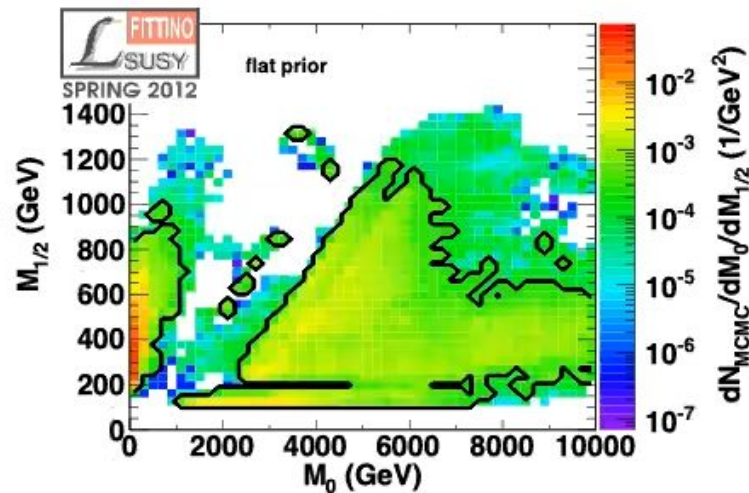 FITTINO
SUSY
SPRING 2012
flat prior
1400
1200
1000
800
600
400
200
0
M1/2 (GeV)
0 2000 4000 6000 8000 10000
M0 (GeV)
10-2
10-3
10-4
10-5
10-6
10-7
dNMCMC/dM0/dM1/2 (1/GeV2)